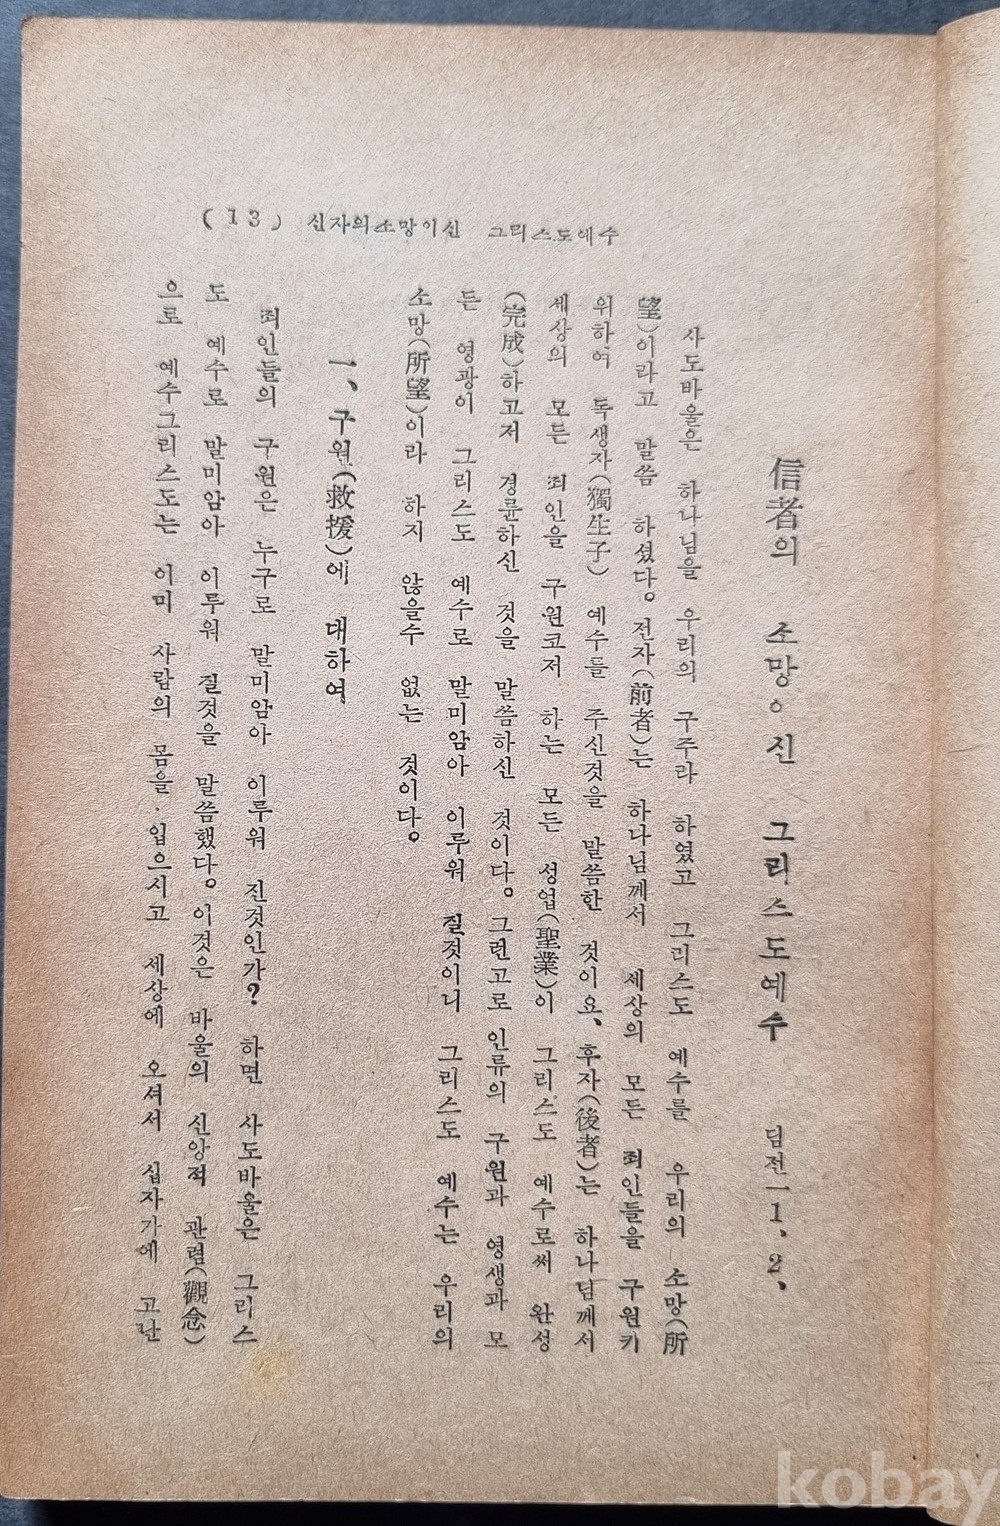 (13) 신자의소망이신 그리스도예수
信者의 소망이신 그리스도예수 딤전一1、2、
사도바울은 하나님을 우리의 구주라 하였고 그리스도 예수를 우리의 소망(所
望)이라고 말씀 하셨다。전자(前者)는 하나님께서 세상의 모든 죄인들을 구원키
위하여 독생자(獨生子) 예수들 주신것을 말씀한 것이요、후자(後者)는 하나님께서
세상의 모든 죄인을 구원코저 하는 모든 성업(聖業)이 그리스도 예수로써 완성
(完成)하고저 경륜하신 것을 말씀하신 것이다。그런고로 인류의 구원과 영생과 모
든 영광이 그리스도 예수로 말미암아 이루워 질것이니 그리스도 예수는 우리의
소망(所望)이라 하지 않을수 없는 것이다。
一、구원(救援)에 대하여
죄인들의 구원은 누구로 말미암아 이루워 진것인가? 하면 사도바울은 그리스
도 예수로 말미암아 이루워 질것을 말씀했다。이것은 바울의 신앙적 관렴(觀念)
으로 예수그리스도는 이미 사람의 몸을 입으시고 세상에 오셔서 십자가에 고난
kobay